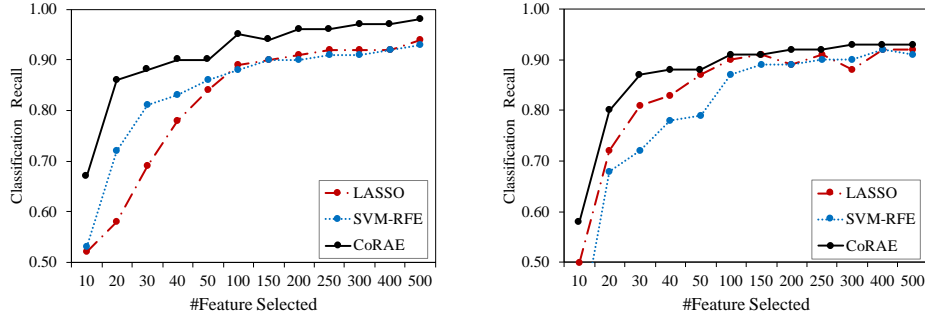 Classification Recall
1.00
0.90
0.80
0.70
0.60
0.50
LASSO
SVM-RFE
CoRAE
10 20 30 40 50 100 150 200 250 300 400 500
#Feature Selected
Classification Recall
1.00
0.90
0.80
0.70
0.60
0.50
LASSO
SVM-RFE
CoRAE
10 20 30 40 50 100 150 200 250 300 400 500
#Feature Selected